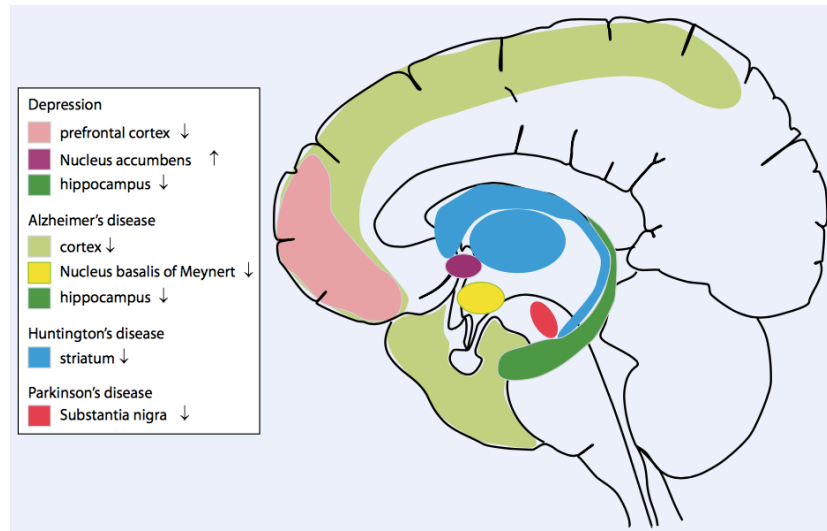 Depression
prefrontal cortex ↓
Nucleus accumbens ↑
hippocampus ↓
Alzheimer's disease
cortex ↓
Nucleus basalis of Meynert ↓
hippocampus ↓
Huntington's disease
striatum ↓
Parkinson's disease
Substantia nigra ↓